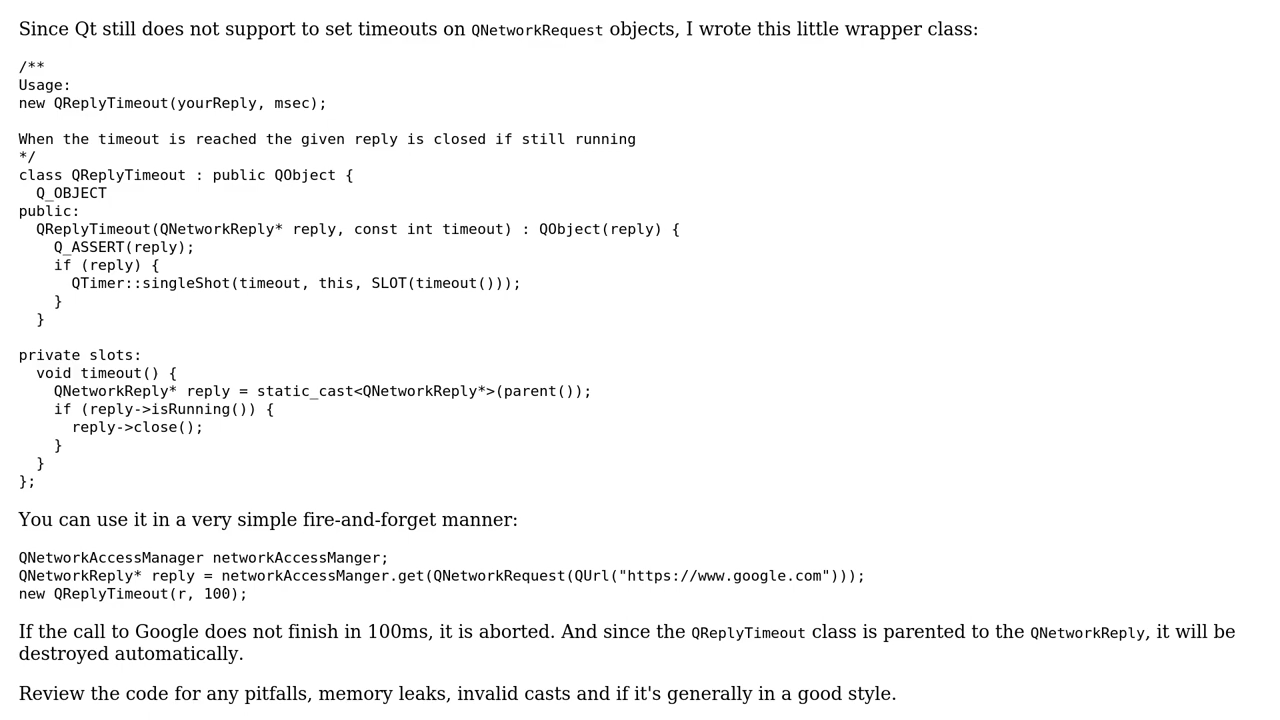 Since Qt still does not support to set timeouts on QNetworkRequest objects, I wrote this little wrapper class:
/**
Usage:
new QReplyTimeout(yourReply, msec);
When the timeout is reached the given reply is closed if still running
*/
class QReplyTimeout : public QObject {
  Q_OBJECT
public:
  QReplyTimeout(QNetworkReply* reply, const int timeout) : QObject(reply) {
    Q_ASSERT(reply);
    if (reply) {
      QTimer::singleShot(timeout, this, SLOT(timeout()));
    }
  }
private slots:
  void timeout() {
    QNetworkReply* reply = static_cast<QNetworkReply*>(parent());
    if (reply->isRunning()) {
      reply->close();
    }
  }
};
You can use it in a very simple fire-and-forget manner:
QNetworkAccessManager networkAccessManger;
QNetworkReply* reply = networkAccessManger.get(QNetworkRequest(QUrl("https://www.google.com")));
new QReplyTimeout(r, 100);
If the call to Google does not finish in 100ms, it is aborted. And since the QReplyTimeout class is parented to the QNetworkReply, it will be
destroyed automatically.
Review the code for any pitfalls, memory leaks, invalid casts and if it's generally in a good style.